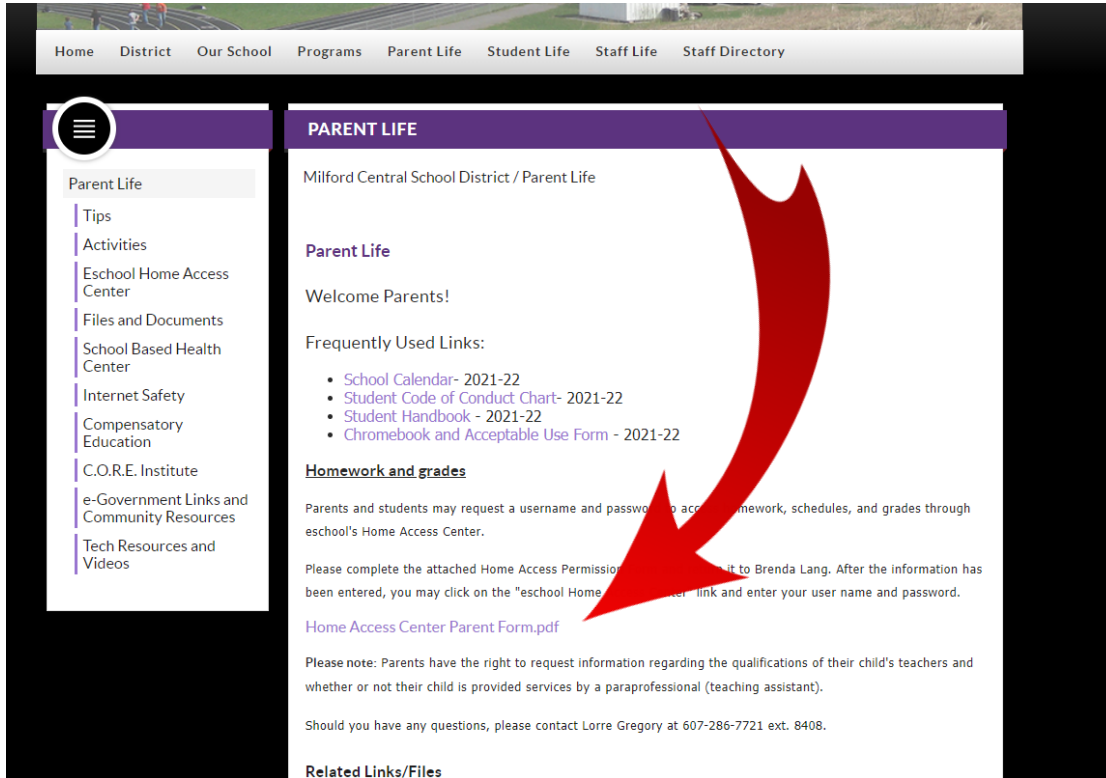 Home District Our School Programs Parent Life Student Life Staff Life Staff Directory
Parent Life
Tips
Activities
Eschool Home Access
Center
Files and Documents
School Based Health
Center
Internet Safety
Compensatory
Education
C.O.R.E. Institute
e-Government Links and
Community Resources
Tech Resources and
Videos
PARENT LIFE
Milford Central School District / Parent Life
Parent Life
Welcome Parents!
Frequently Used Links:
School Calendar- 2021-22
Student Code of Conduct Chart- 2021-22
Student Handbook - 2021-22
Chromebook and Acceptable Use Form - 2021-22
Homework and grades
Parents and students may request a username and schedules, and grades through
eschool's Home Access Center.
Please complete the attached Home Access it to Brenda Lang. After the information has
been entered, you may click on the "eschool Home link and enter your user name and password.
Home Access Center Parent Form.pdf
Please note: Parents have the right to request information regarding the qualifications of their child's teachers and
whether or not their child is provided services by a paraprofessional (teaching assistant).
Should you have any questions, please contact Lorre Gregory at 607-286-7721 ext. 8408.
Related Links/Files